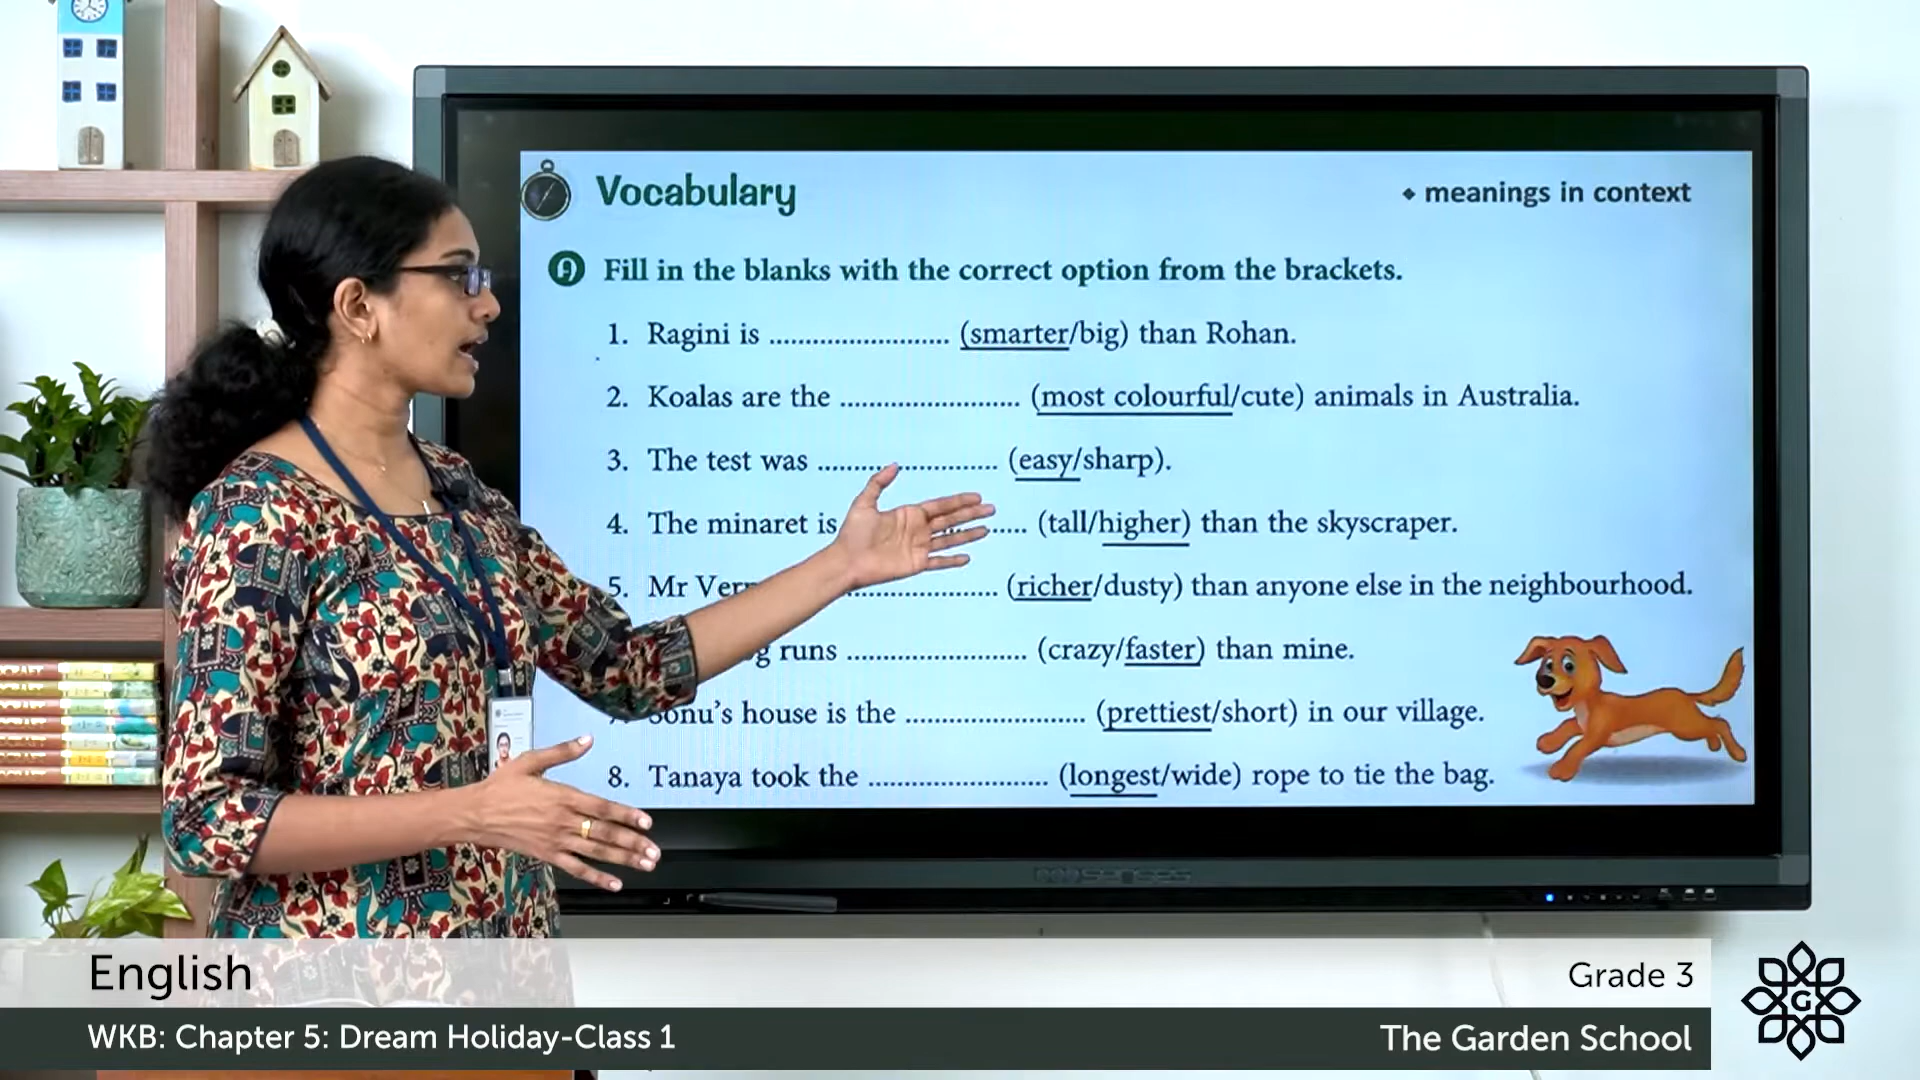 Vocabulary
❖ meanings in context
A Fill in the blanks with the correct option from the brackets.
1. Ragini is ......................... (smarter/big) than Rohan.
2. Koalas are the ......................... (most colourful/cute) animals in Australia.
3. The test was ......................... (easy/sharp).
4. The minaret is ...... (tall/higher) than the skyscraper.
5. Mr ..................... (richer/dusty) than anyone else in the neighbourhood.
runs ......................... (crazy/faster) than mine.
Sonu's house is the ......................... (prettiest/short) in our village.
8. Tanaya took the ......................... (longest/wide) rope to tie the bag.
English
Grade 3
WKB: Chapter 5: Dream Holiday-Class 1
The Garden School
G